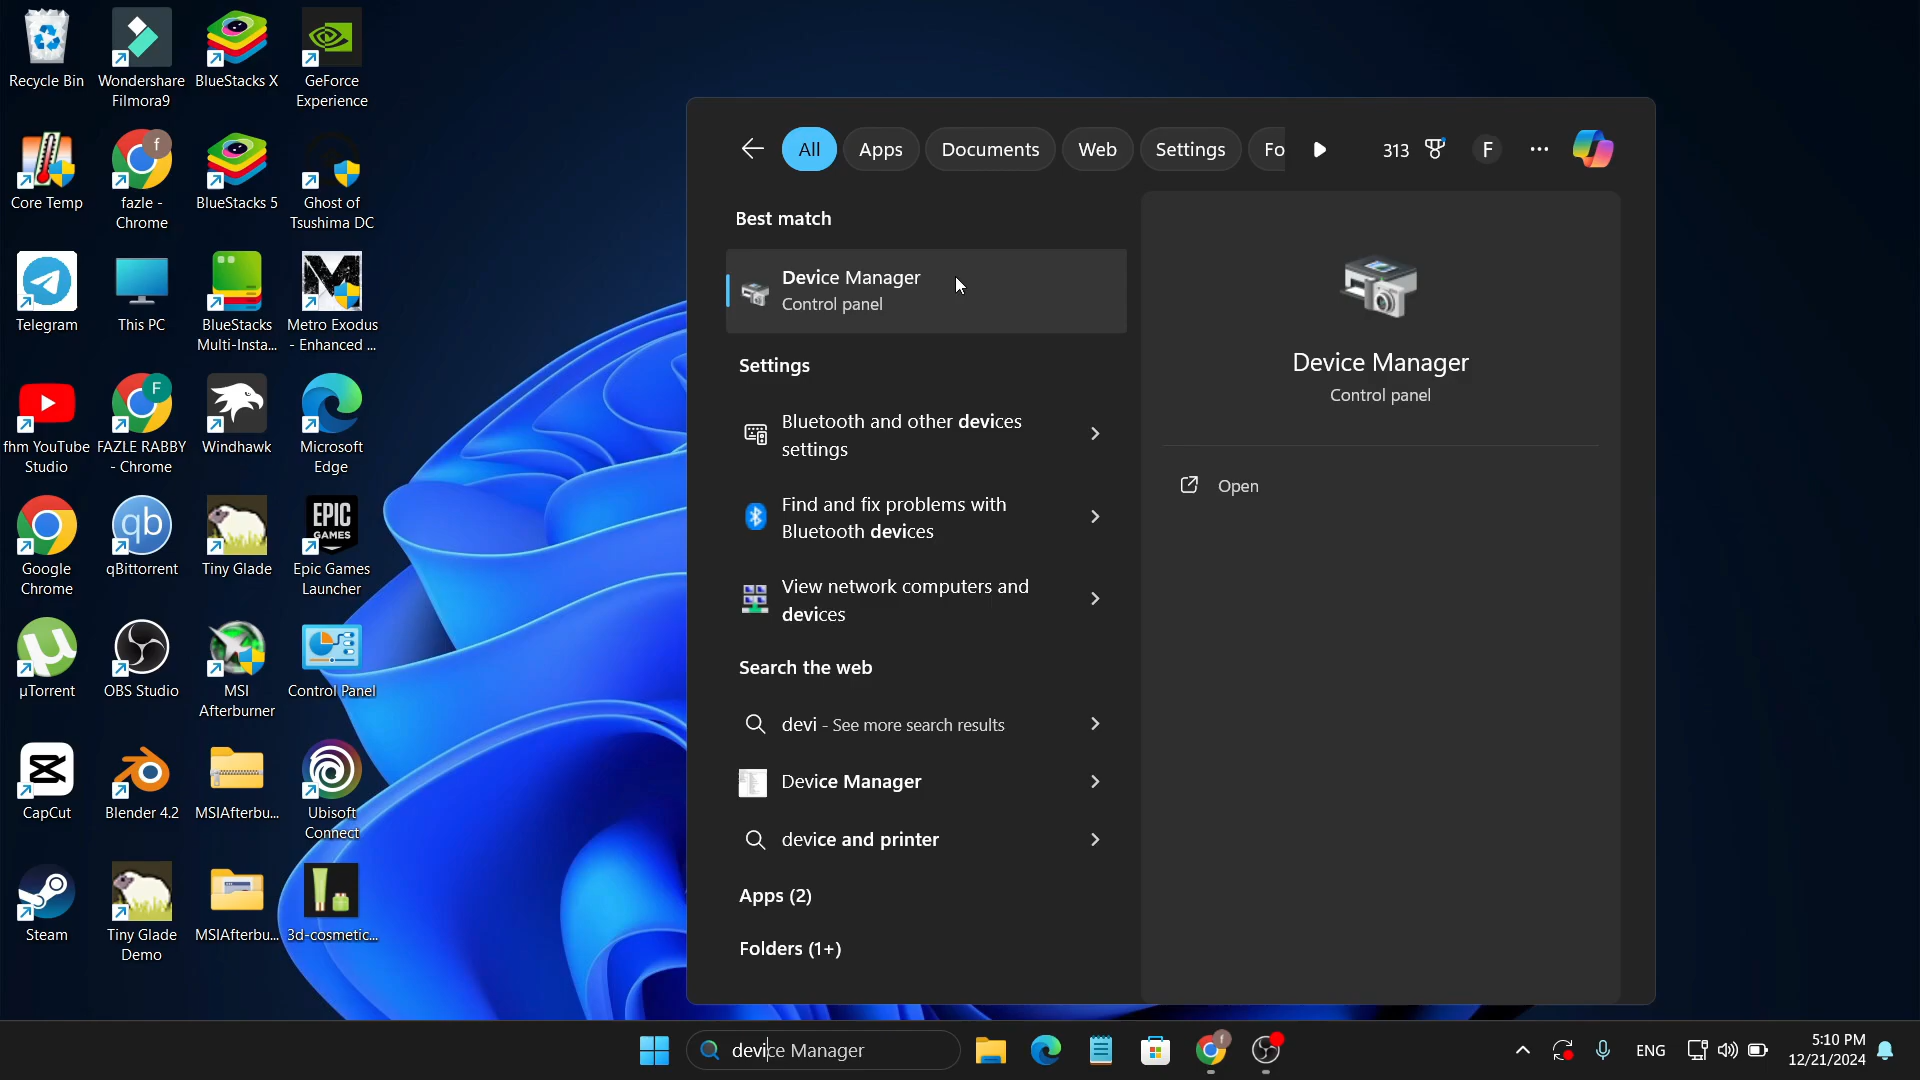 Recycle Bin
Wondershare
Filmora9
BlueStacks X
GeForce
Experience
Core Temp
f
fazle -
Chrome
BlueStacks 5
Ghost of
Tsushima DC
Telegram
This PC
BlueStacks
Multi-Insta...
Metro Exodus
- Enhanced ...
fhm YouTube
Studio
F
FAZLE RABBY
- Chrome
Windhawk
Microsoft
Edge
Google
Chrome
qb
qBittorrent
Tiny Glade
EPIC
GAMES
Epic Games
Launcher
µ
µTorrent
OBS Studio
MSI
Afterburner
Control Panel
CapCut
Blender 4.2
MSIAfterbu...
Ubisoft
Connect
Steam
Tiny Glade
Demo
MSIAfterbu...
3d-cosmetic...
All
Apps
Documents
Web
Settings
Fo
313
F
Best match
Device Manager
Control panel
Settings
Bluetooth and other devices
settings
Find and fix problems with
Bluetooth devices
View network computers and
devices
Search the web
devi - See more search results
Device Manager
device and printer
Apps (2)
Folders (1+)
Device Manager
Control panel
Open
device Manager
f
ENG
5:10 PM
12/21/2024